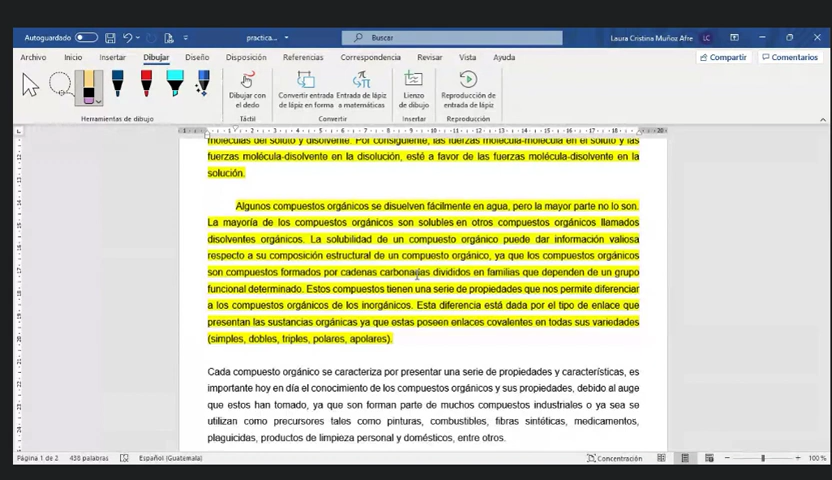 Autoguardado
practica...
Buscar
Laura Cristina Muñoz Afre
LC
Archivo Inicio Insertar Dibujar Diseño Disposición Referencias Correspondencia Revisar Vista Ayuda
Compartir
Comentarios
Dibujar con el dedo
Convertir entrada de lápiz en forma
Entrada de lápiz a matemáticas
Lienzo de dibujo
Reproducción de entrada de lápiz
Herramientas de dibujo
Táctil
Convertir
Insertar
Reproducción
moléculas del soluto y disolvente. Por consiguiente, las fuerzas molécula-molécula en el soluto y las
fuerzas molécula-disolvente en la disolución, esté a favor de las fuerzas molécula-disolvente en la
solución.
Algunos compuestos orgánicos se disuelven fácilmente en agua, pero la mayor parte no lo son.
La mayoría de los compuestos orgánicos son solubles en otros compuestos orgánicos llamados
disolventes orgánicos. La solubilidad de un compuesto orgánico puede dar información valiosa
respecto a su composición estructural de un compuesto orgánico, ya que los compuestos orgánicos
son compuestos formados por cadenas carbonadas divididos en familias que dependen de un grupo
funcional determinado. Estos compuestos tienen una serie de propiedades que nos permite diferenciar
a los compuestos orgánicos de los inorgánicos. Esta diferencia está dada por el tipo de enlace que
presentan las sustancias orgánicas ya que estas poseen enlaces covalentes en todas sus variedades
(simples, dobles, triples, polares, apolares).
Cada compuesto orgánico se caracteriza por presentar una serie de propiedades y características, es
importante hoy en día el conocimiento de los compuestos orgánicos y sus propiedades, debido al auge
que estos han tomado, ya que son forman parte de muchos compuestos industriales o ya sea se
utilizan como precursores tales como pinturas, combustibles, fibras sintéticas, medicamentos,
plaguicidas, productos de limpieza personal y domésticos, entre otros.
Página 1 de 2
438 palabras
Español (Guatemala)
Concentración
100 %